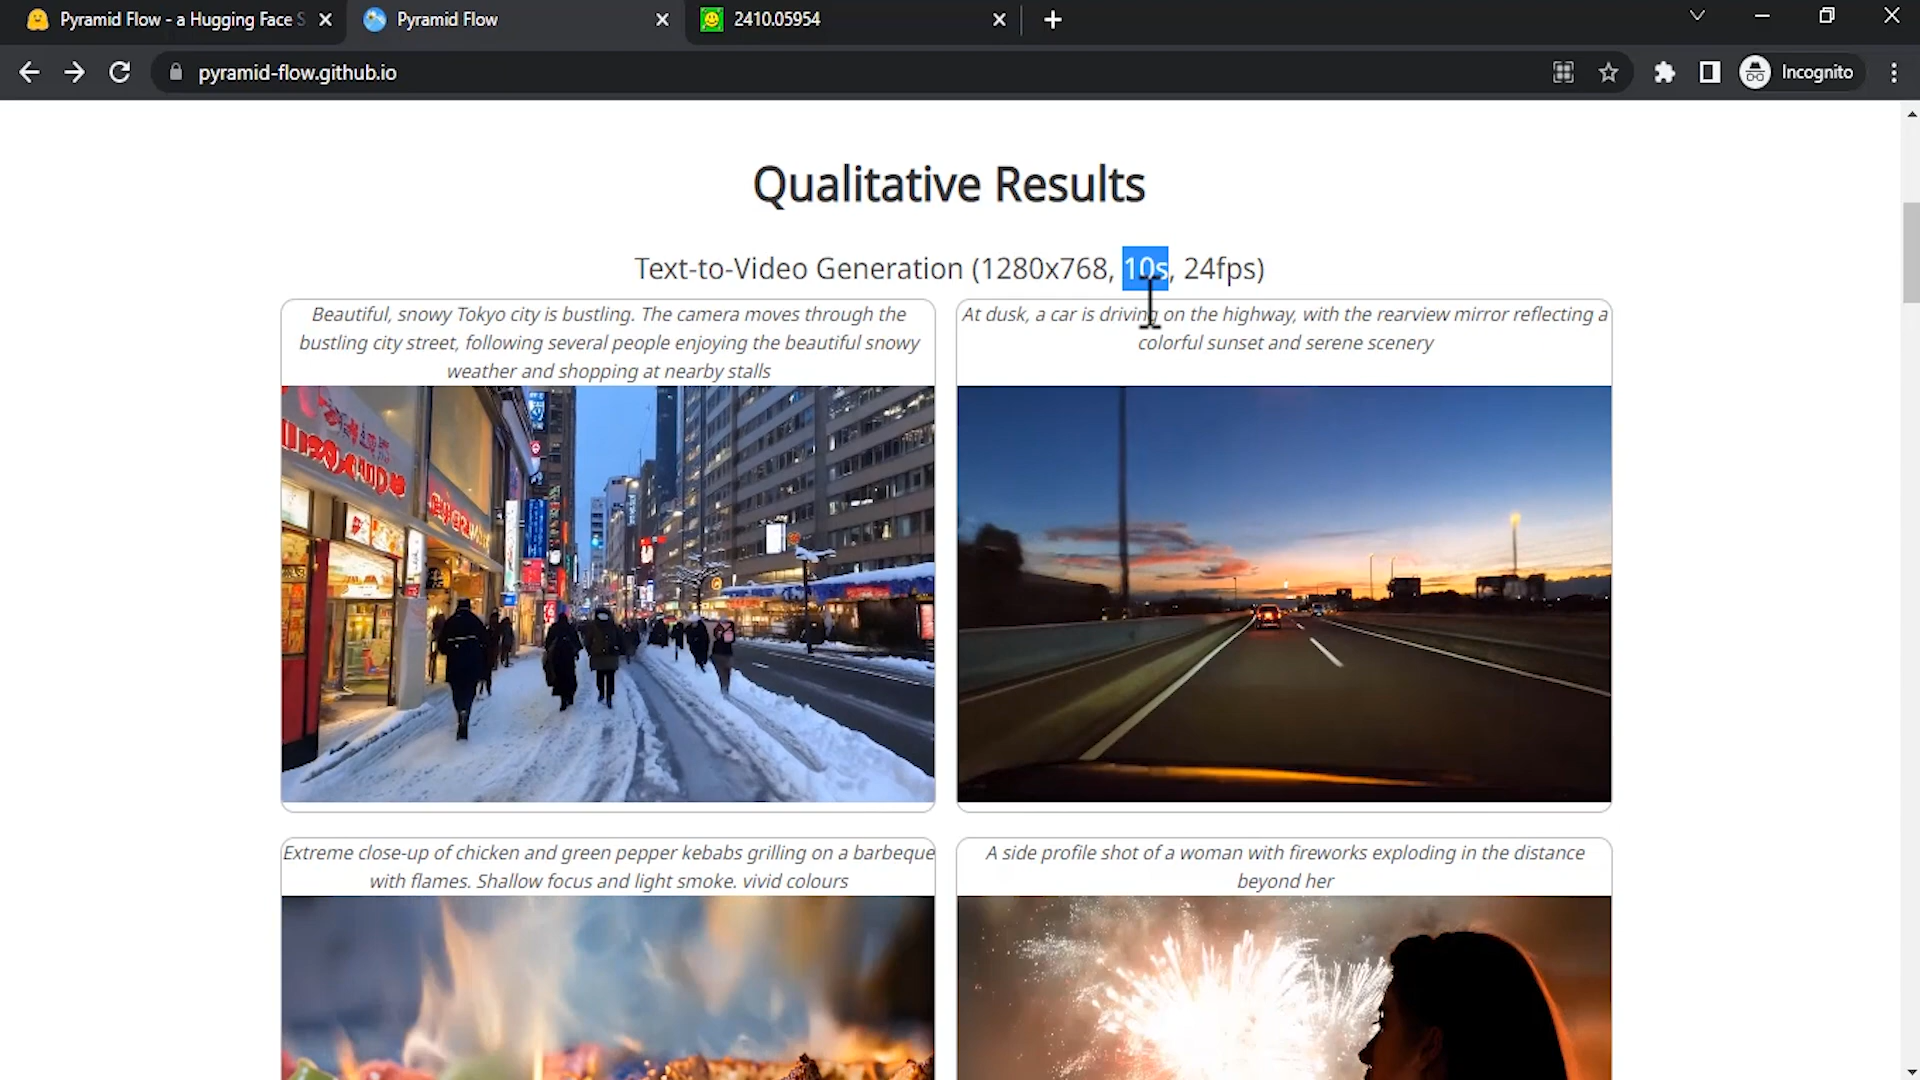 Pyramid Flow - a Hugging Face S
Pyramid Flow
2410.05954
pyramid-flow.github.io
Incognito
Qualitative Results
Text-to-Video Generation (1280x768, 10s, 24fps)
Beautiful, snowy Tokyo city is bustling. The camera moves through the
bustling city street, following several people enjoying the beautiful snowy
weather and shopping at nearby stalls
At dusk, a car is driving on the highway, with the rearview mirror reflecting a
colorful sunset and serene scenery
Extreme close-up of chicken and green pepper kebabs grilling on a barbeque
with flames. Shallow focus and light smoke. vivid colours
A side profile shot of a woman with fireworks exploding in the distance
beyond her